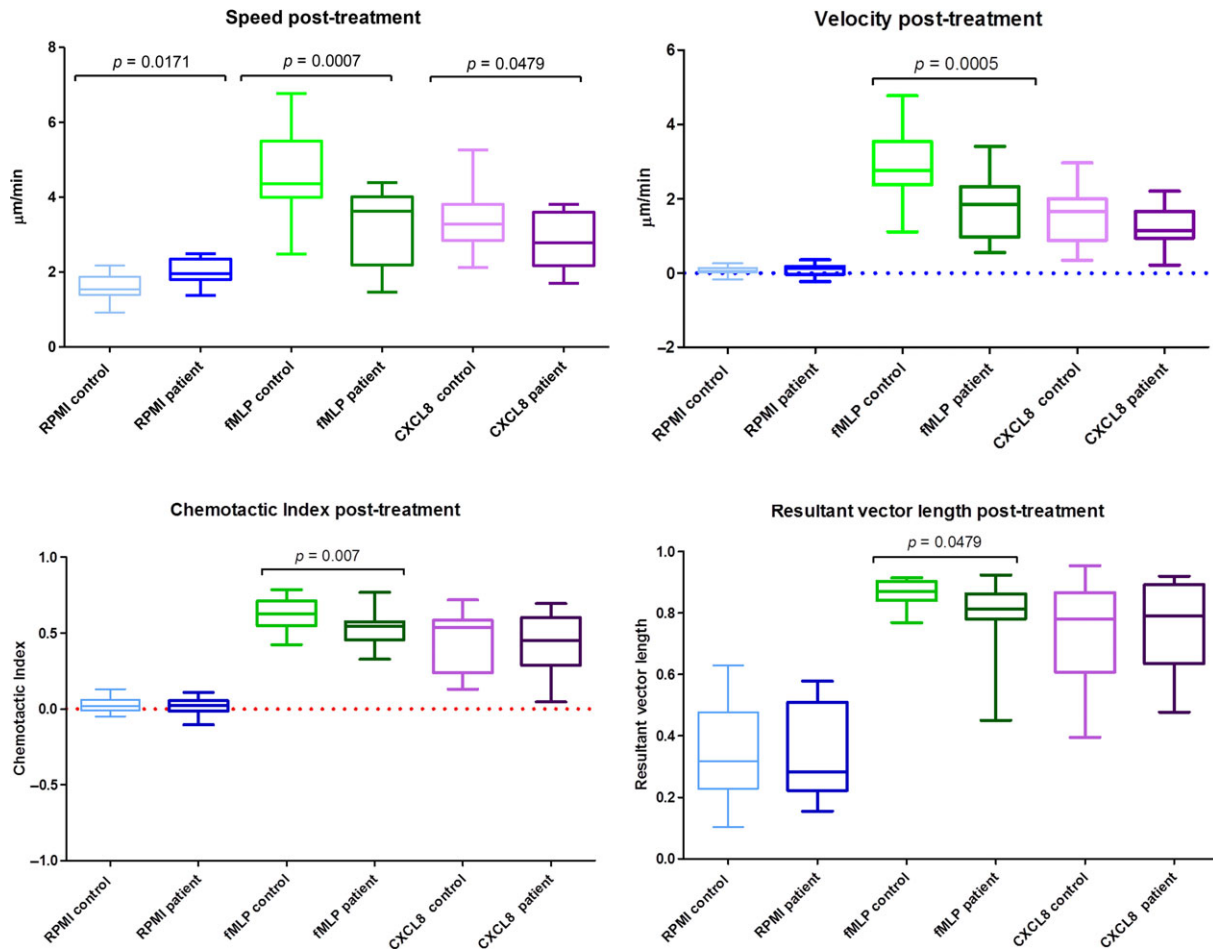 Speed post-treatment
8
6
4
2
0
μm/min
p = 0.0171
p = 0.0007
p = 0.0479
RPMI control
RPMI patient
fMLP control
fMLP patient
CXCL8 control
CXCL8 patient
Velocity post-treatment
6
4
2
0
–2
μm/min
p = 0.0005
RPMI control
RPMI patient
fMLP control
fMLP patient
CXCL8 control
CXCL8 patient
Chemotactic Index post-treatment
1.0
0.5
0.0
–0.5
–1.0
Chemotactic Index
p = 0.007
RPMI control
RPMI patient
fMLP control
fMLP patient
CXCL8 control
CXCL8 patient
Resultant vector length post-treatment
1.0
0.8
0.6
0.4
0.2
0.0
Resultant vector length
p = 0.0479
RPMI control
RPMI patient
fMLP control
fMLP patient
CXCL8 control
CXCL8 patient